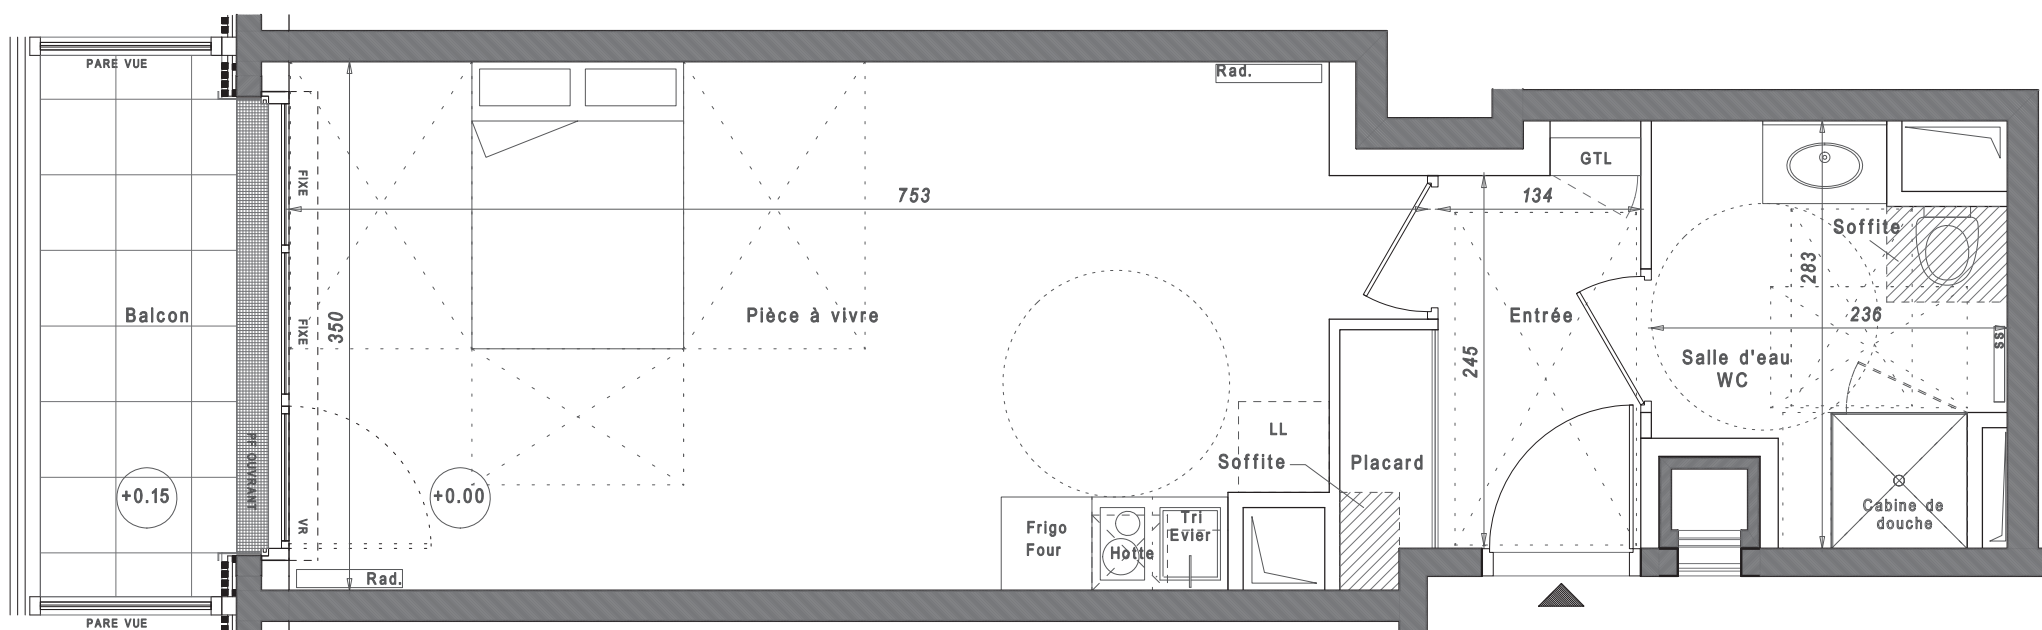 PARE VUE
Rad.
GTL
FIXE
753
134
Soffite
283
Balcon
FIXE
350
Pièce à vivre
Entrée
236
SS
245
Salle d'eau
WC
LL
Soffite
Placard
PF OUVRANT
+0.15
+0.00
VR
Frigo
Four
Hotte
Tri
Evier
Cabine de
douche
Rad.
PARE VUE